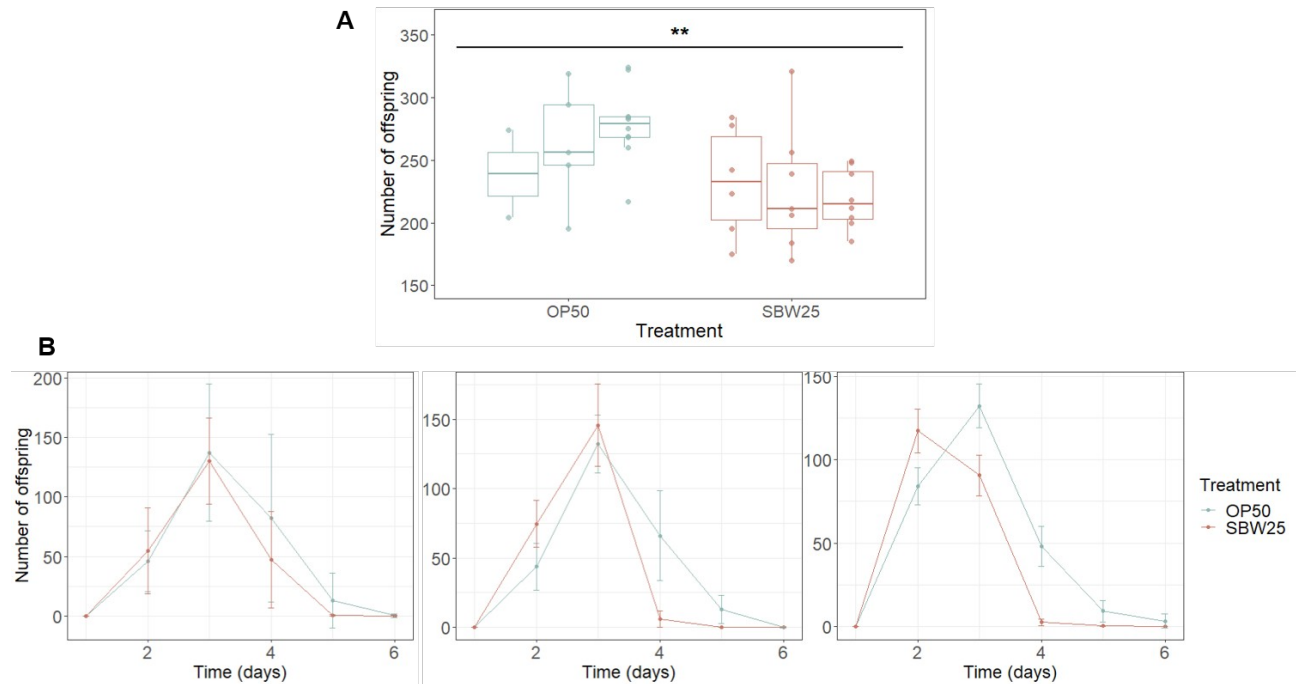 A
**
Number of offspring
350
300
250
200
150
OP50 SBW25
Treatment
B
Number of offspring
200
150
100
50
0
2 4 6
Time (days)
150
100
50
0
2 4 6
Time (days)
150
100
50
0
2 4 6
Time (days)
Treatment
OP50
SBW25